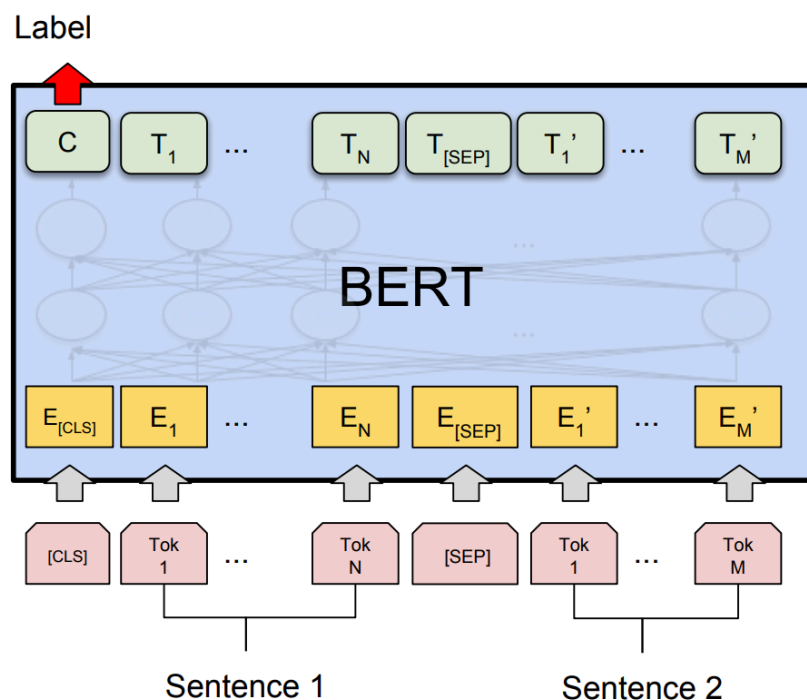 Label
C T1 ... TN T[SEP] T1’ ... TM’
...
BERT
...
E[CLS] E1 ... EN E[SEP] E1’ ... EM’
[CLS] Tok 1 ... Tok N [SEP] Tok 1 ... Tok M
Sentence 1 Sentence 2